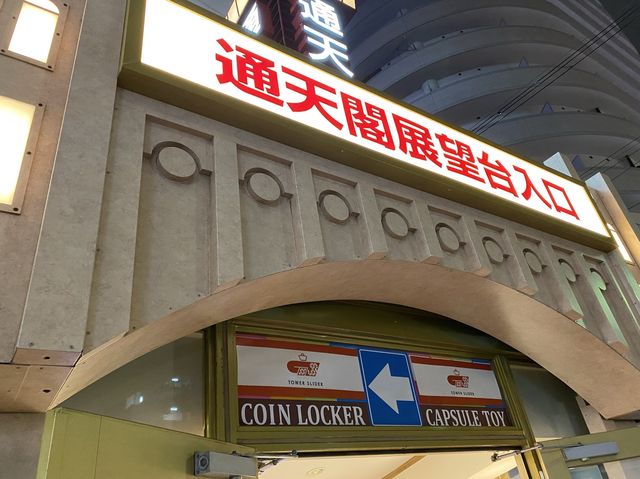 通天
通天閣展望台入口
TOWER SLIDER
TOWER SLIDER
COIN LOCKER
CAPSULE TOY